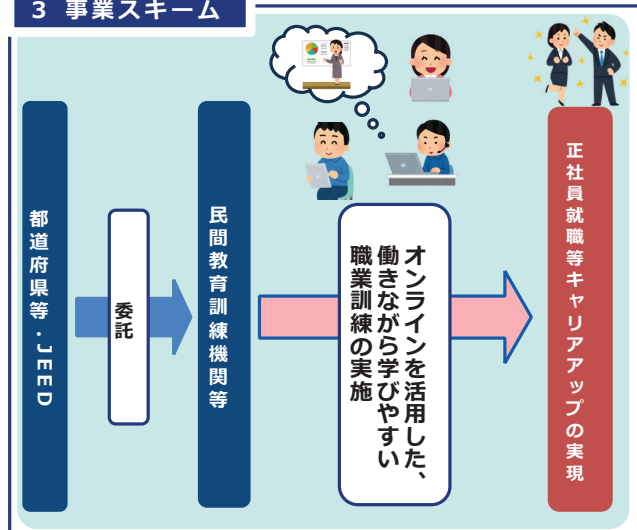 3 事業スキーム
都道府県等.JEED
委託
民間教育訓練機関等
オンラインを活用した、
働きながら学びやすい
職業訓練の実施
正社員就職等キャリアアップの実現